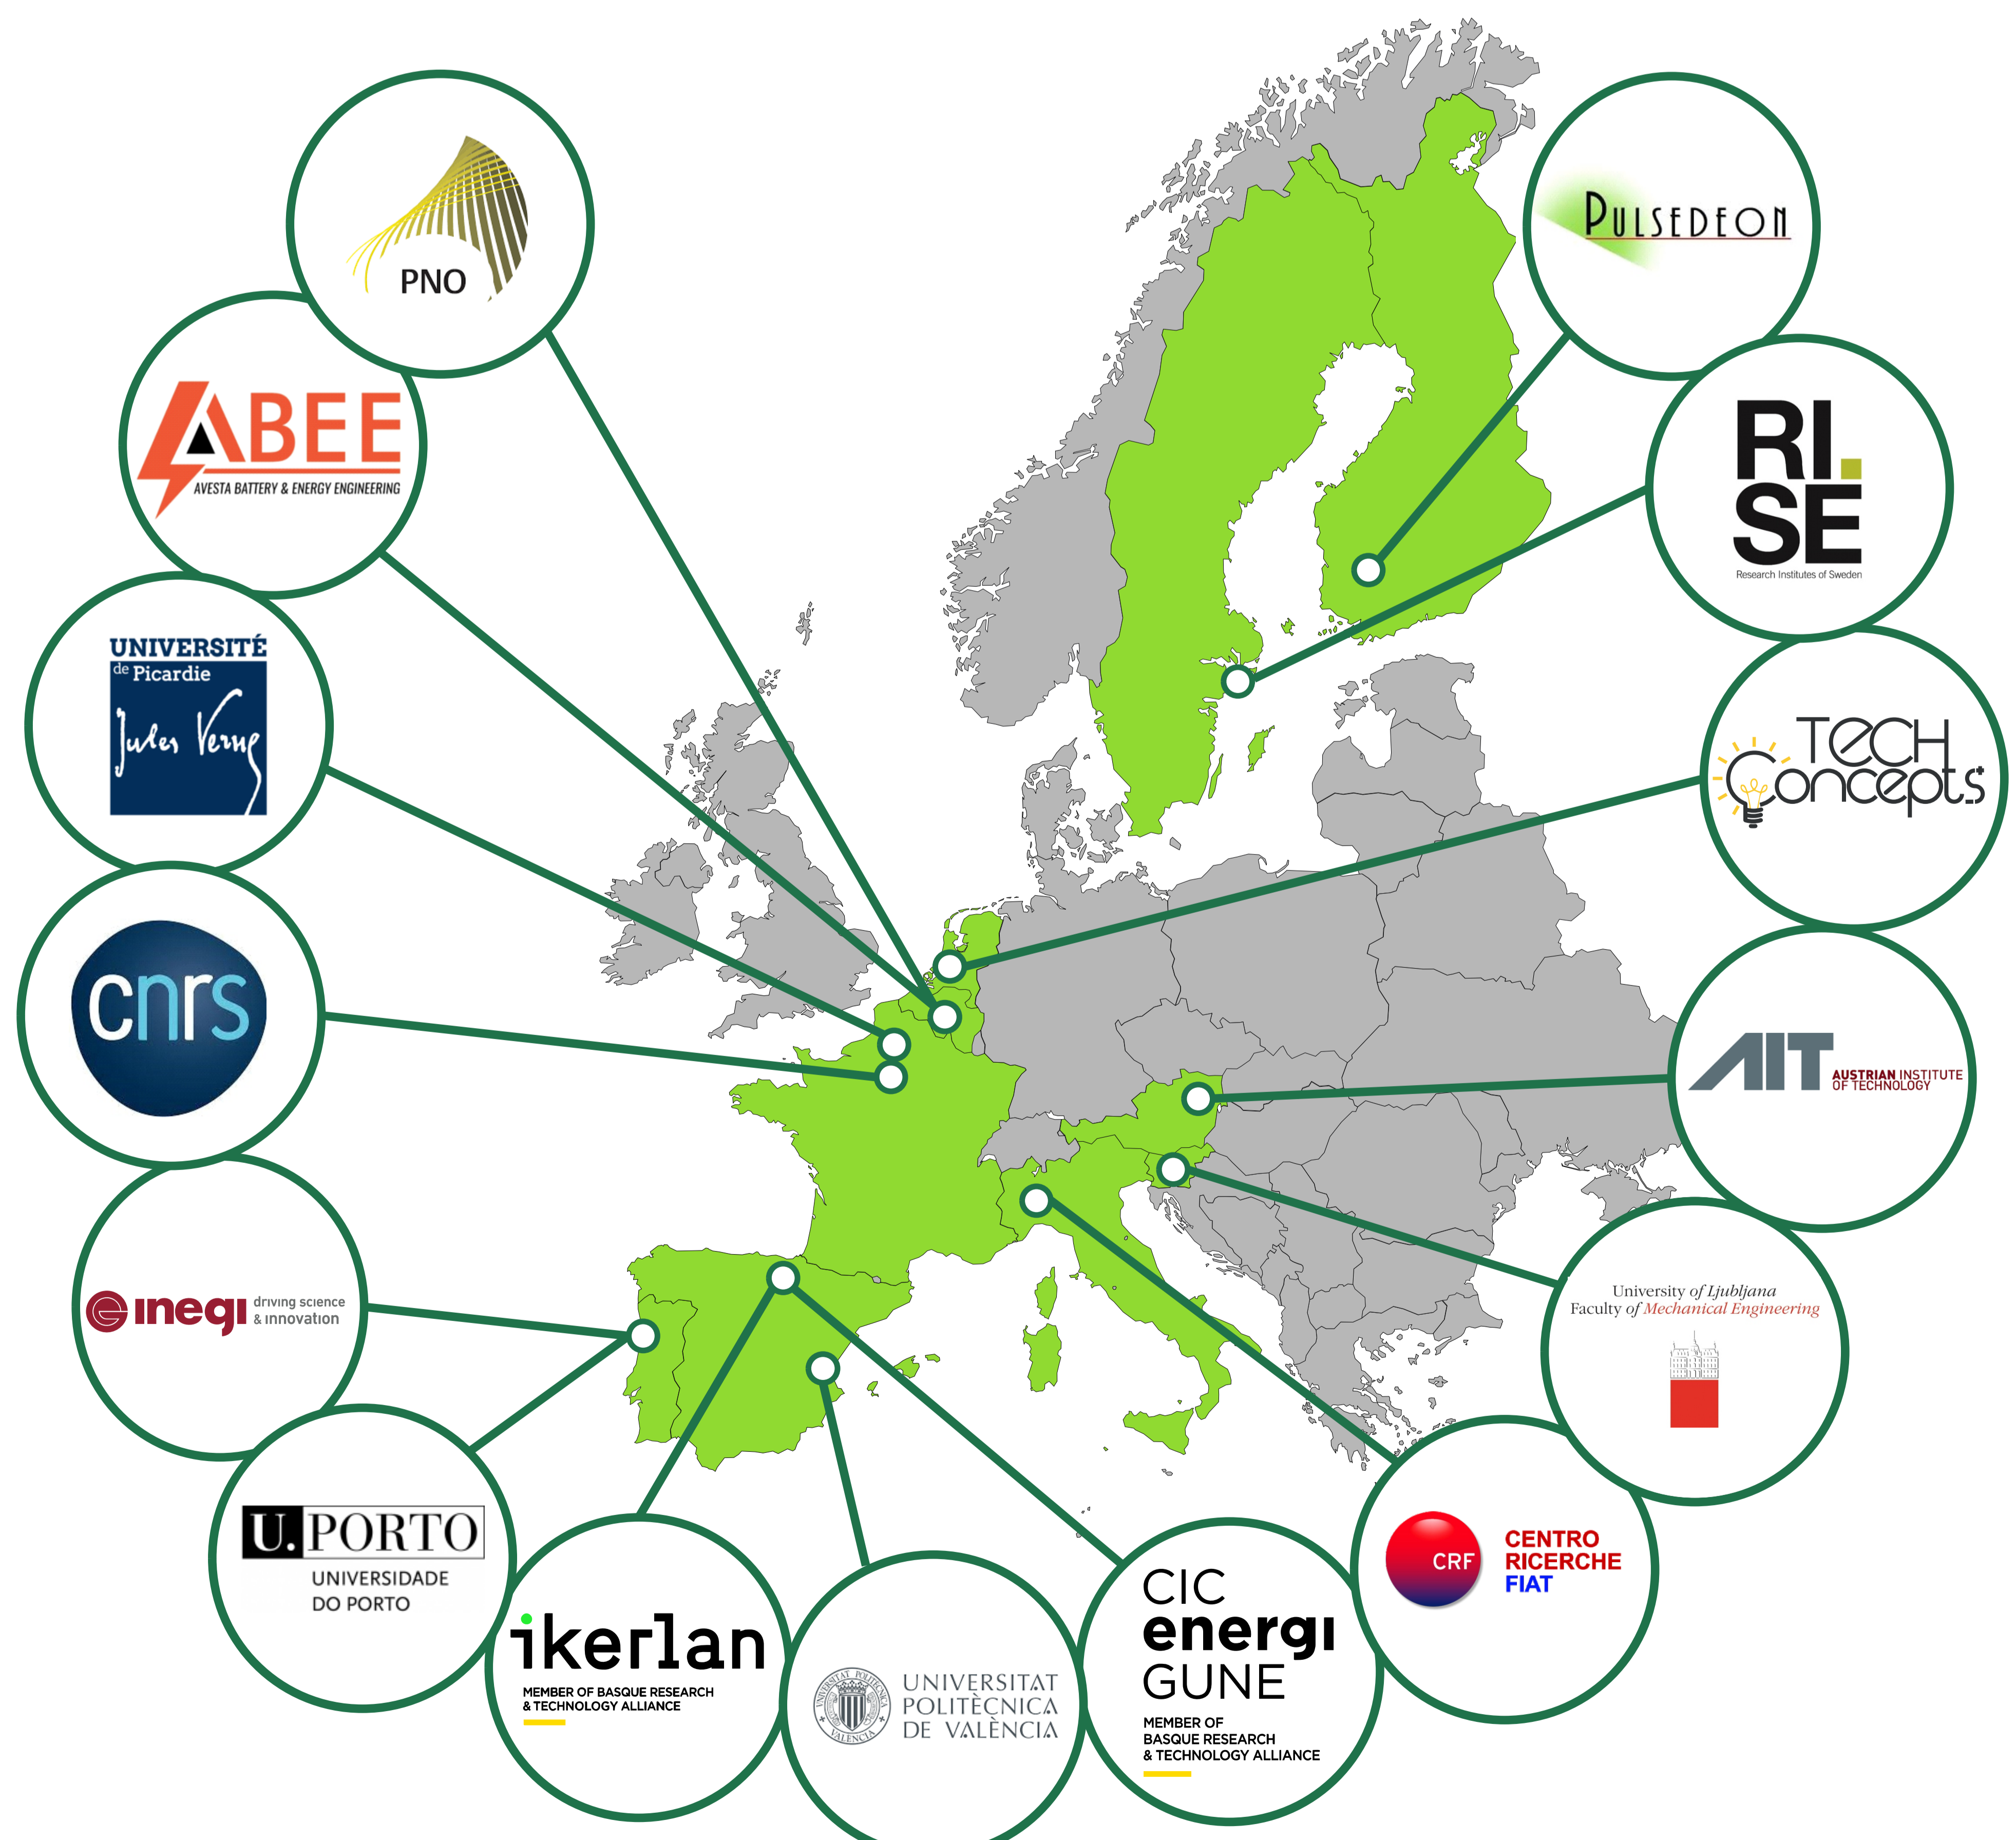 PNO
ABEE
AVESTA BATTERY & ENERGY ENGINEERING
UNIVERSITÉ
de Picardie
Jules Verne
cnrs
inegi
driving science
& innovation
U.PORTO
UNIVERSIDADE
DO PORTO
ikerlan
MEMBER OF BASQUE RESEARCH
& TECHNOLOGY ALLIANCE
UNIVERSITAT POLITÈCNICA
VALENCIA
UNIVERSITAT
POLITÈCNICA
DE VALÈNCIA
CIC
energi
GUNE
MEMBER OF
BASQUE RESEARCH
& TECHNOLOGY ALLIANCE
CRF
CENTRO
RICERCHE
FIAT
University of Ljubljana
Faculty of Mechanical Engineering
AIT
AUSTRIAN INSTITUTE
OF TECHNOLOGY
TECH
Concepts
RI.
SE
Research Institutes of Sweden
PULSEDEON